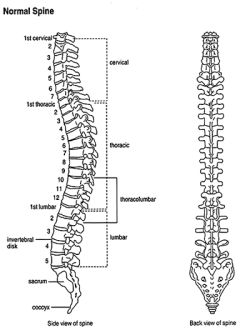 Normal Spine
1st cervical
2
3
4
5
6
7
cervical
1st thoracic
2
3
4
5
6
7
8
9
10
11
12
thoracic
thoracolumbar
1st lumbar
2
3
4
5
lumbar
invertebral
disk
sacrum
cocoyx
Side view of spine
Back view of spine